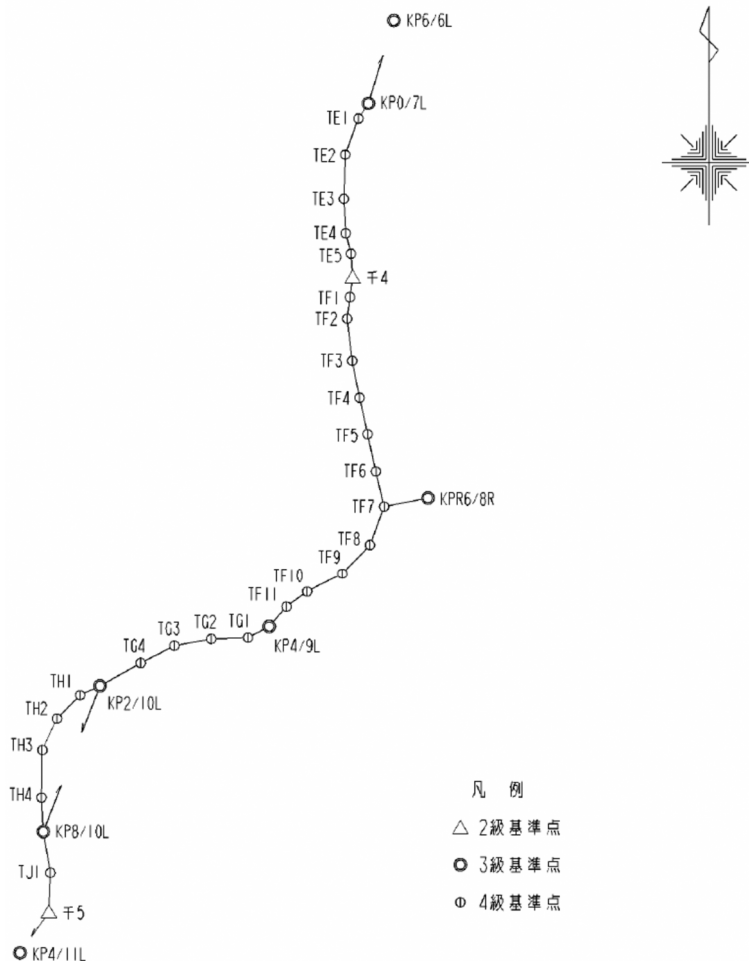 KP6/6L
KP0/7L
TE1
TE2
TE3
TE4
TE5
千4
TF1
TF2
TF3
TF4
TF5
TF6
KPR6/8R
TF7
TF8
TF9
TF10
TF11
TG1
TG2
TG3
TG4
KP4/9L
TH1
KP2/10L
TH2
TH3
TH4
KP8/10L
TJ1
千5
KP4/11L
凡 例
2級基準点
3級基準点
4級基準点